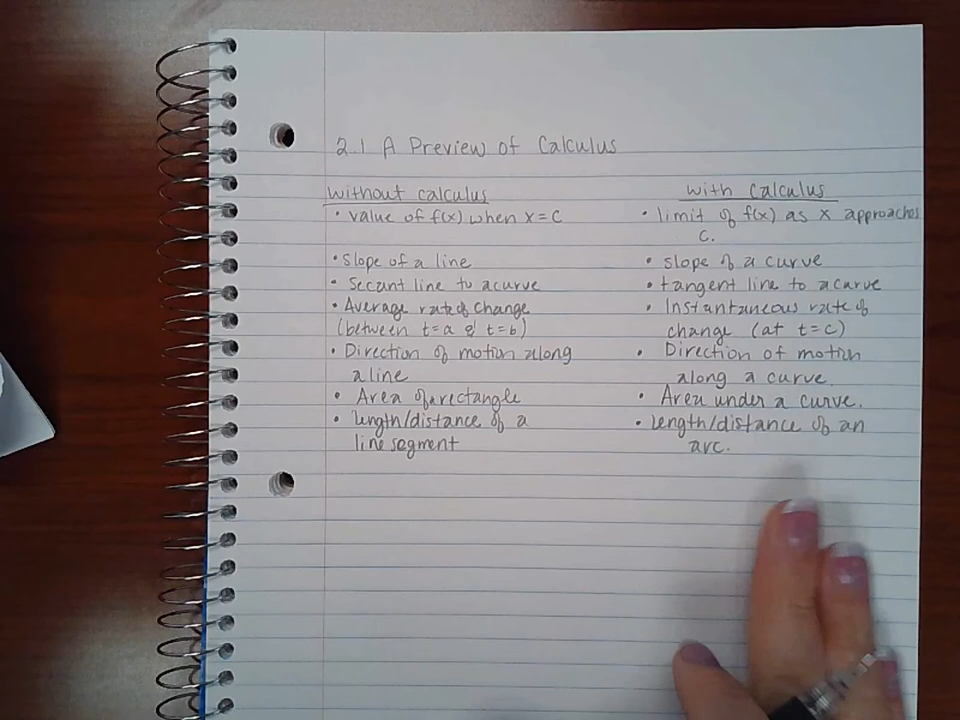 2.1 A Preview of Calculus
without calculus
• value of f(x) when x = c
• Slope of a line
• Secant line to a curve
• Average rate of change
(between t=a & t=b)
• Direction of motion along
a line
• Area of a rectangle
• length/distance of a
line segment
with calculus
• limit of f(x) as x approaches
c.
• slope of a curve
• tangent line to a curve
• Instantaneous rate of
change (at t=c)
• Direction of motion
along a curve.
• Area under a curve.
• length/distance of an
arc.